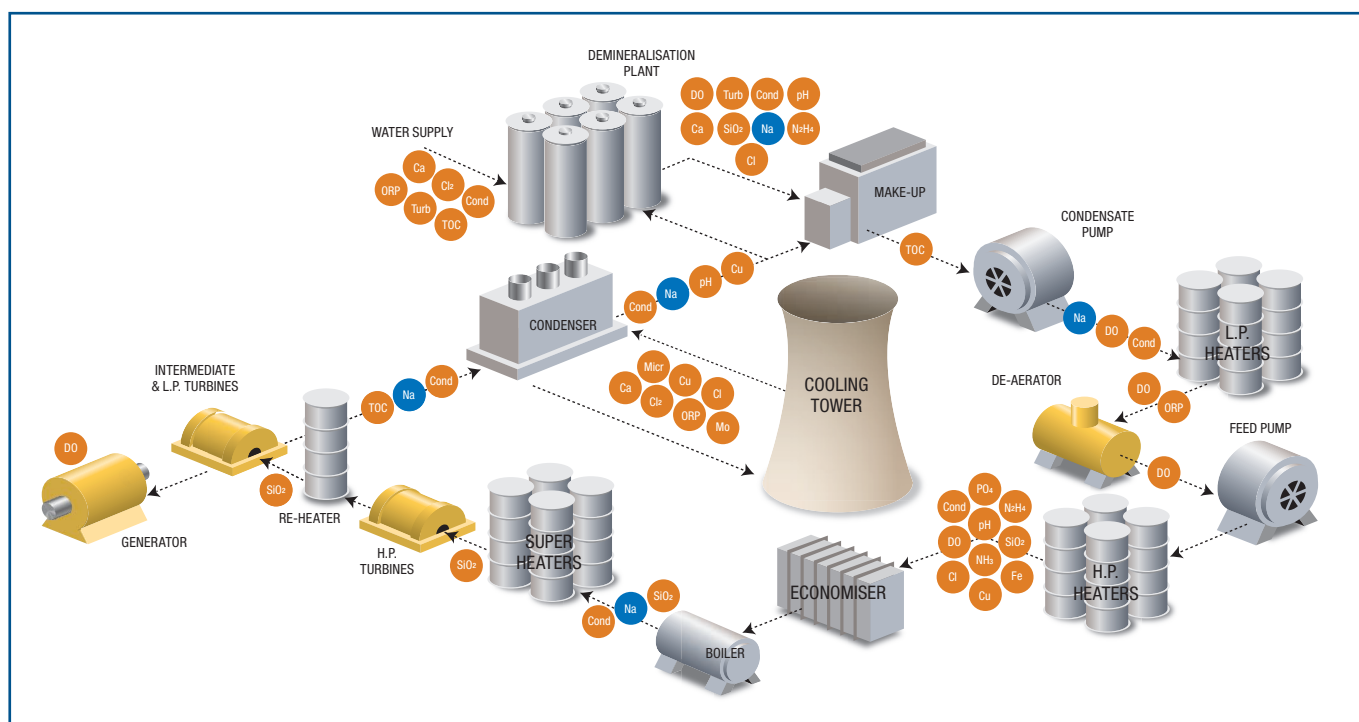 DEMINERALISATION
PLANT
DO
Turb
Cond
pH
Ca
SiO₂
Na
N₂H₄
Cl
WATER SUPPLY
Ca
Cl₂
ORP
Cond
Turb
TOC
MAKE-UP
TOC
CONDENSATE
PUMP
Na
DO
Cond
L.P.
HEATERS
CONDENSER
Cond
Na
pH
Cu
COOLING
TOWER
Micr
Cu
Ca
Cl₂
Cl
ORP
Mo
DE-AERATOR
DO
ORP
DO
FEED PUMP
INTERMEDIATE
& L.P. TURBINES
TOC
Na
Cond
DO
GENERATOR
SiO₂
RE-HEATER
H.P.
TURBINES
SiO₂
SUPER
HEATERS
Cond
Na
SiO₂
BOILER
ECONOMISER
PO₄
Cond
N₂H₄
pH
DO
SiO₂
NH₃
Cl
Fe
Cu
H.P.
HEATERS